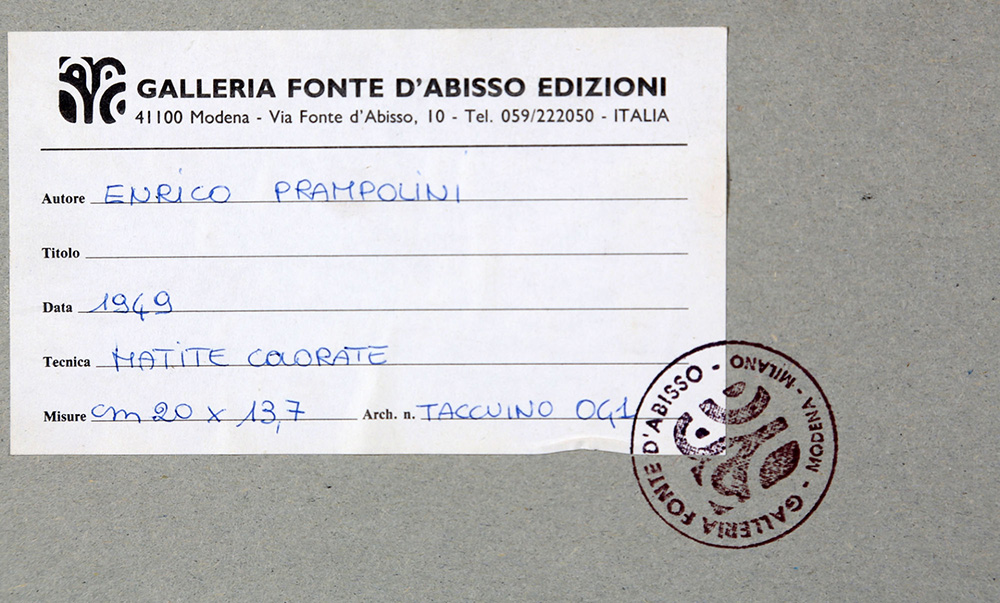 GALLERIA FONTE D'ABISSO EDIZIONI
41100 Modena - Via Fonte d'Abisso, 10 - Tel. 059/222050 - ITALIA
Autore ENRICO PRAMPOLINI
Titolo
Data 1949
Tecnica MATITE COLORATE
Misure cm 20 x 13,7 Arch. n. TACCUINO OG1
GALLERIA FONTE D'ABISSO - MILANO - MODENA -